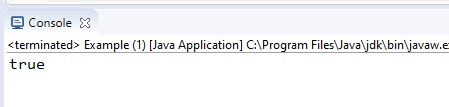 Console
<terminated> Example (1) [Java Application] C:\Program Files\Java\jdk\bin\javaw.e
true